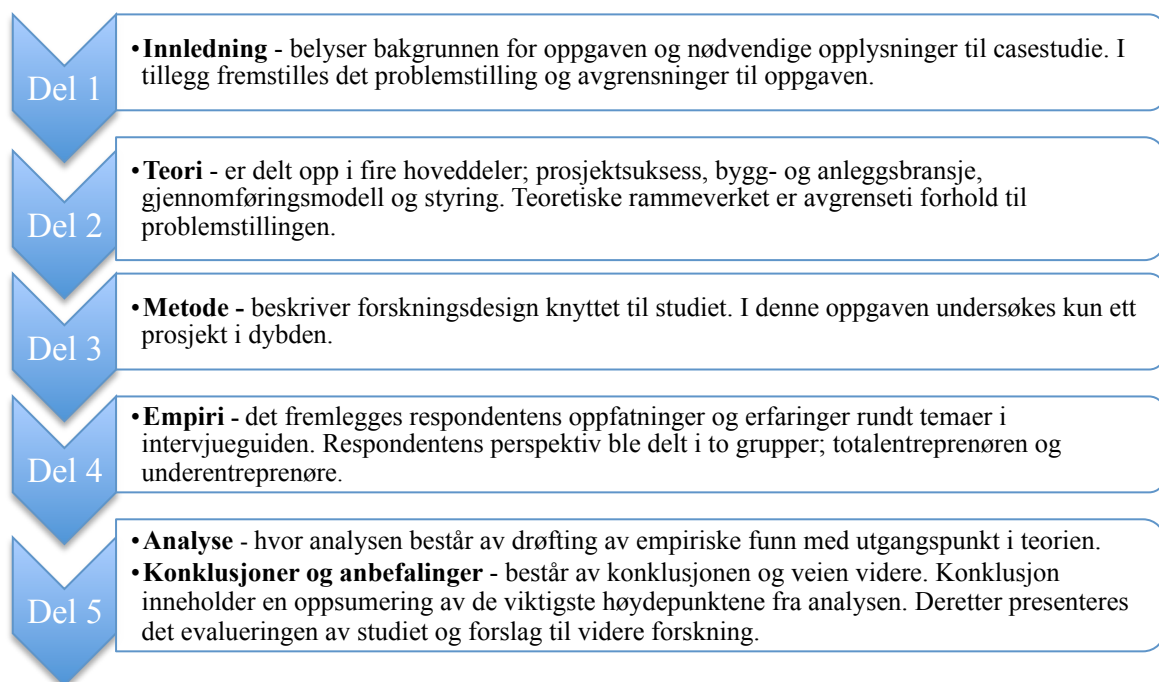 Del 1
•Innledning - belyser bakgrunnen for oppgaven og nødvendige opplysninger til casestudie. I
tillegg fremstilles det problemstilling og avgrensninger til oppgaven.
Del 2
•Teori - er delt opp i fire hoveddeler; prosjektsuksess, bygg- og anleggsbransje,
gjennomføringsmodell og styring. Teoretiske rammeverket er avgrenseti forhold til
problemstillingen.
Del 3
•Metode - beskriver forskningsdesign knyttet til studiet. I denne oppgaven undersøkes kun ett
prosjekt i dybden.
Del 4
•Empiri - det fremlegges respondentens oppfatninger og erfaringer rundt temaer i
intervjueguiden. Respondentens perspektiv ble delt i to grupper; totalentreprenøren og
underentreprenøre.
Del 5
•Analyse - hvor analysen består av drøfting av empiriske funn med utgangspunkt i teorien.
•Konklusjoner og anbefalinger - består av konklusjonen og veien videre. Konklusjon
inneholder en oppsumering av de viktigste høydepunktene fra analysen. Deretter presenteres
det evalueringen av studiet og forslag til videre forskning.